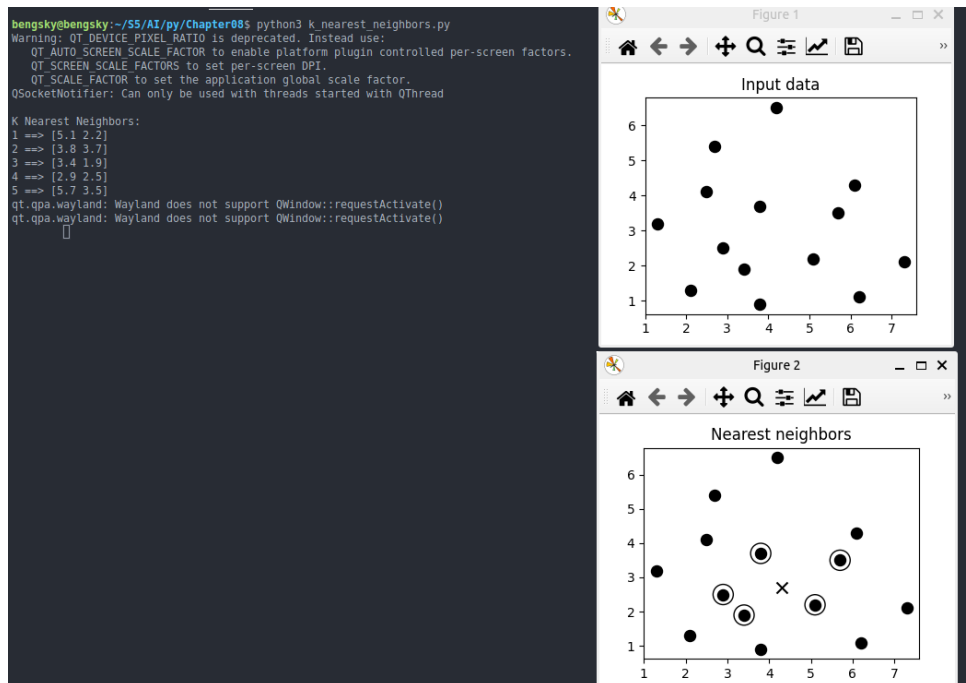 bengsky@bengsky:~/S5/AI/py/Chapter08$ python3 k_nearest_neighbors.py
Warning: QT_DEVICE_PIXEL_RATIO is deprecated. Instead use:
   QT_AUTO_SCREEN_SCALE_FACTOR to enable platform plugin controlled per-screen factors.
   QT_SCREEN_SCALE_FACTORS to set per-screen DPI.
   QT_SCALE_FACTOR to set the application global scale factor.
QSocketNotifier: Can only be used with threads started with QThread
K Nearest Neighbors:
1 ==> [5.1 2.2]
2 ==> [3.8 3.7]
3 ==> [3.4 1.9]
4 ==> [2.9 2.5]
5 ==> [5.7 3.5]
qt.qpa.wayland: Wayland does not support QWindow::requestActivate()
qt.qpa.wayland: Wayland does not support QWindow::requestActivate()
Figure 1
Input data
6
5
4
3
2
1
1 2 3 4 5 6 7
Figure 2
Nearest neighbors
6
5
4
3
2
1
1 2 3 4 5 6 7